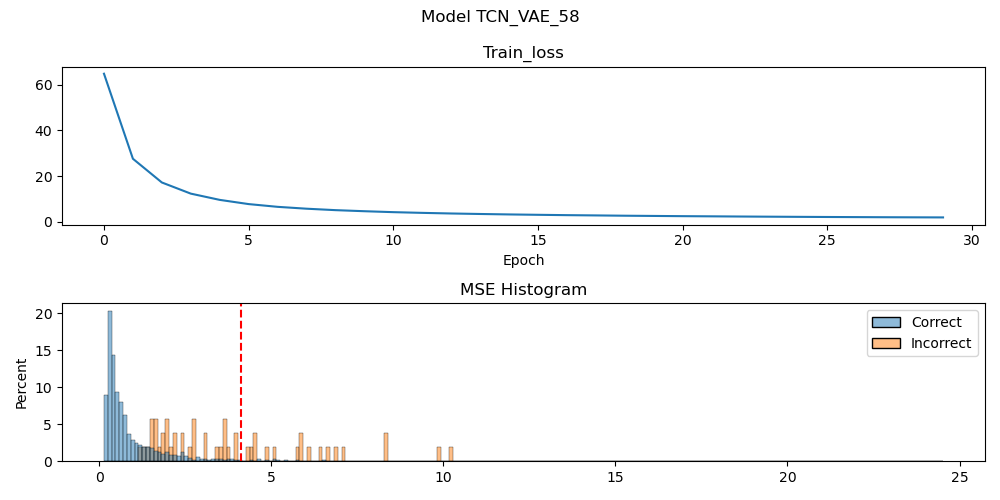 Model TCN_VAE_58
Train_loss
60
40
20
0
0 5 10 15 20 25 30
Epoch
MSE Histogram
Percent
20
15
10
5
0
Correct
Incorrect
0 5 10 15 20 25